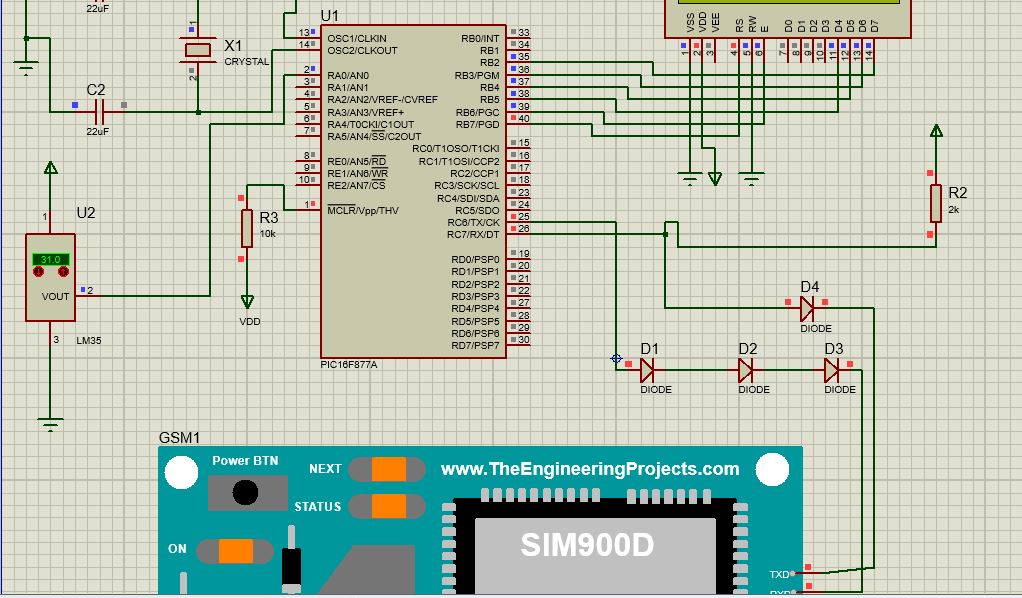 22uF
X1
CRYSTAL
1
2
C2
22uF
U1
13 OSC1/CLKIN
14 OSC2/CLKOUT
2 RA0/AN0
3 RA1/AN1
4 RA2/AN2/VREF-/CVREF
5 RA3/AN3/VREF+
6 RA4/T0CKI/C1OUT
7 RA5/AN4/SS/C2OUT
8 RE0/AN5/RD
9 RE1/AN6/WR
10 RE2/AN7/CS
1 MCLR/Vpp/THV
RB0/INT 33
RB1 34
RB2 35
RB3/PGM 36
RB4 37
RB5 38
RB6/PGC 39
RB7/PGD 40
RC0/T1OSO/T1CKI 15
RC1/T1OSI/CCP2 16
RC2/CCP1 17
RC3/SCK/SCL 18
RC4/SDI/SDA 23
RC5/SDO 24
RC6/TX/CK 25
RC7/RX/DT 26
RD0/PSP0 19
RD1/PSP1 20
RD2/PSP2 21
RD3/PSP3 22
RD4/PSP4 27
RD5/PSP5 28
RD6/PSP6 29
RD7/PSP7 30
PIC16F877A
VSS VDD VEE RS RW E D0 D1 D2 D3 D4 D5 D6 D7
1 2 3 4 5 6 7 8 9 10 11 12 13 14
R2
2k
R3
10k
VDD
U2
1
31.0
VOUT
2
3
LM35
D4
DIODE
D1
DIODE
D2
DIODE
D3
DIODE
GSM1
Power BTN
NEXT
STATUS
ON
www.TheEngineeringProjects.com
SIM900D
TXD